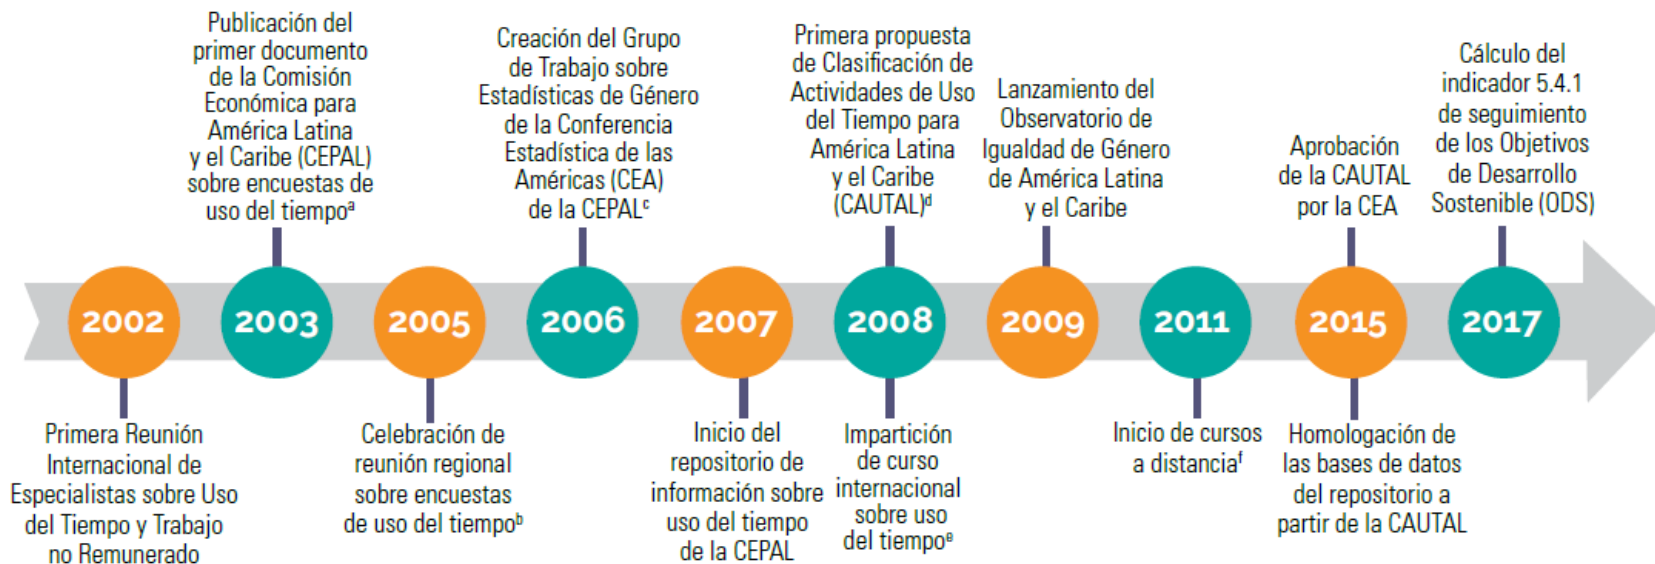 Publicación del
primer documento
de la Comisión
Económica para
América Latina
y el Caribe (CEPAL)
sobre encuestas de
uso del tiempoᵃ
Creación del Grupo
de Trabajo sobre
Estadísticas de Género
de la Conferencia
Estadística de las
Américas (CEA)
de la CEPALᶜ
Primera propuesta
de Clasificación de
Actividades de Uso
del Tiempo para
América Latina
y el Caribe
(CAUTAL)ᵈ
Lanzamiento del
Observatorio de
Igualdad de Género
de América Latina
y el Caribe
Aprobación
de la CAUTAL
por la CEA
Cálculo del
indicador 5.4.1
de seguimiento
de los Objetivos
de Desarrollo
Sostenible (ODS)
2002 2003 2005 2006 2007 2008 2009 2011 2015 2017
Primera Reunión
Internacional de
Especialistas sobre Uso
del Tiempo y Trabajo
no Remunerado
Celebración de
reunión regional
sobre encuestas
de uso del tiempoᵇ
Inicio del
repositorio de
información sobre
uso del tiempo
de la CEPAL
Impartición
de curso
internacional
sobre uso
del tiempoᵉ
Inicio de cursos
a distanciaᶠ
Homologación de
las bases de datos
del repositorio a
partir de la CAUTAL